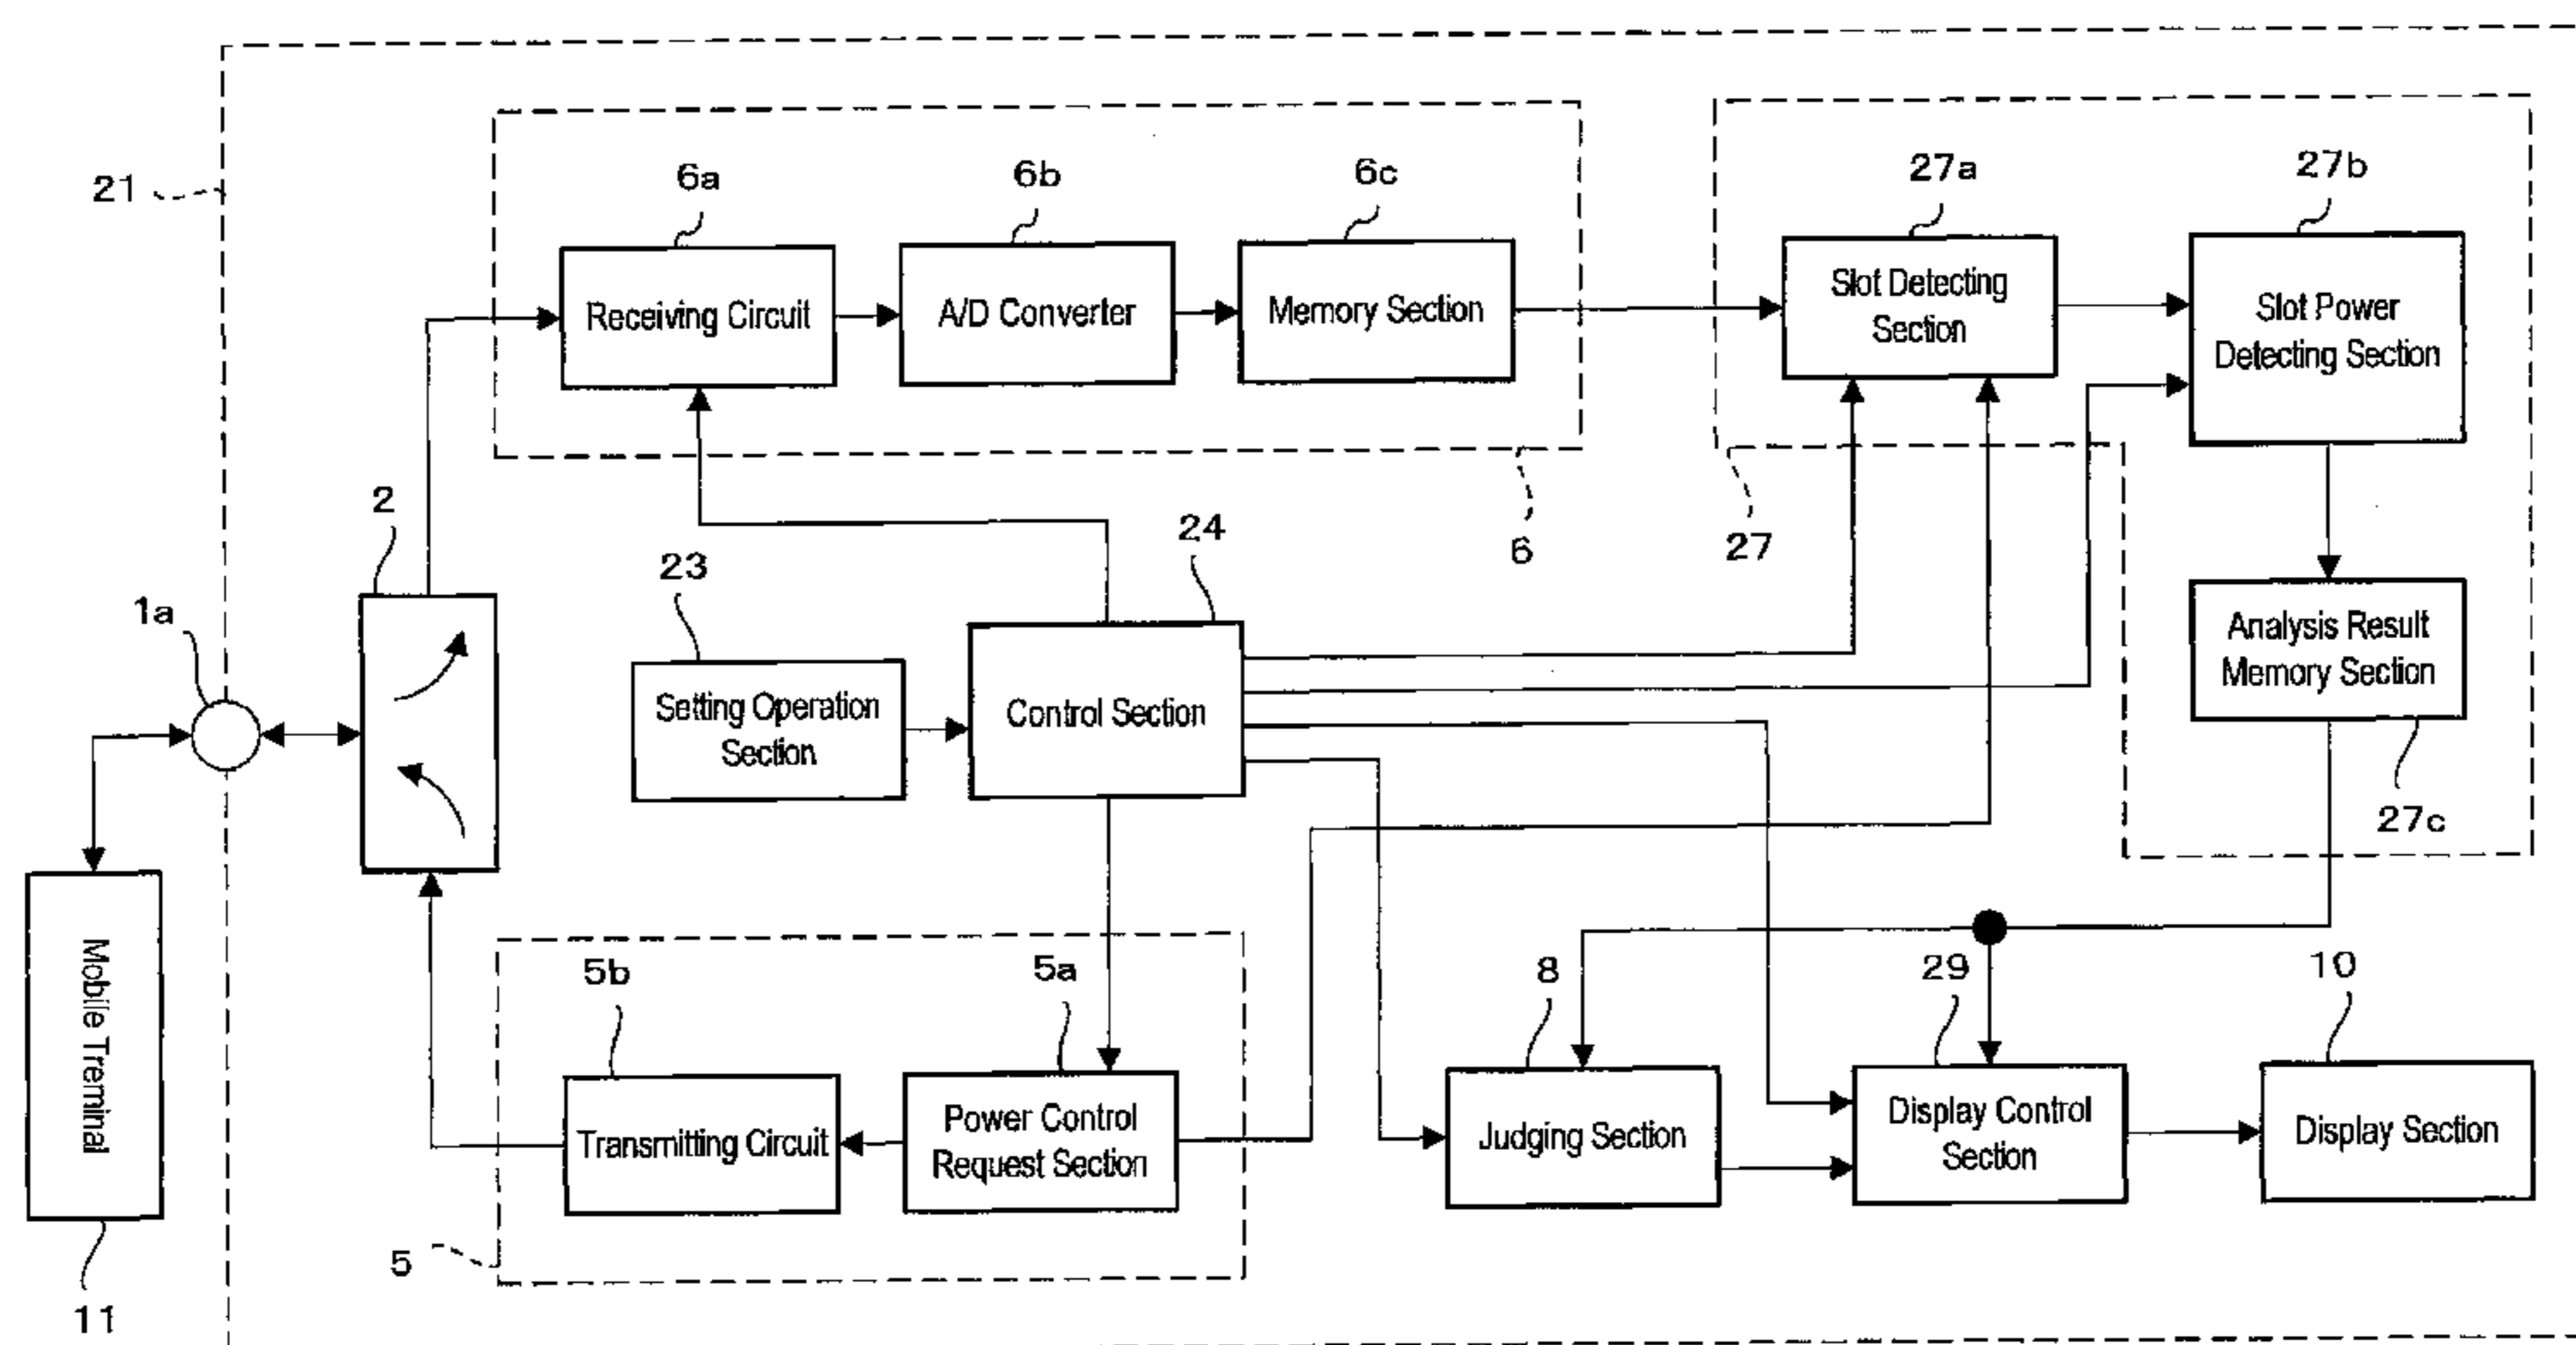 21
6a
6b
6c
27a
27b
Receiving Circuit
A/D Converter
Memory Section
Slot Detecting
Section
Slot Power
Detecting Section
2
24
6
27
23
1a
Setting Operation
Section
Control Section
Analysis Result
Memory Section
27c
Mobile Treminal
11
5b
5a
8
29
10
Transmitting Circuit
Power Control
Request Section
Judging Section
Display Control
Section
Display Section
5